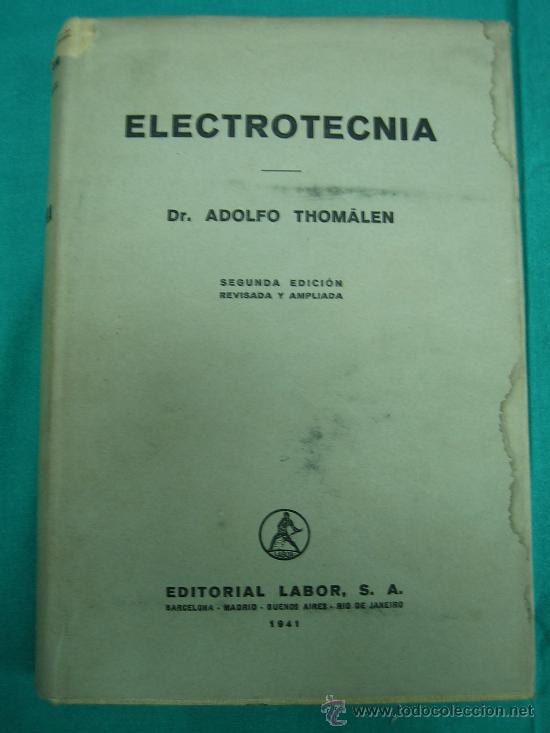 ELECTROTECNIA
Dr. ADOLFO THOMÄLEN
SEGUNDA EDICIÓN
REVISADA Y AMPLIADA
LABOR
EDITORIAL LABOR, S. A.
BARCELONA - MADRID - BUENOS AIRES - RIO DE JANEIRO
1941
www.todocoleccion.net